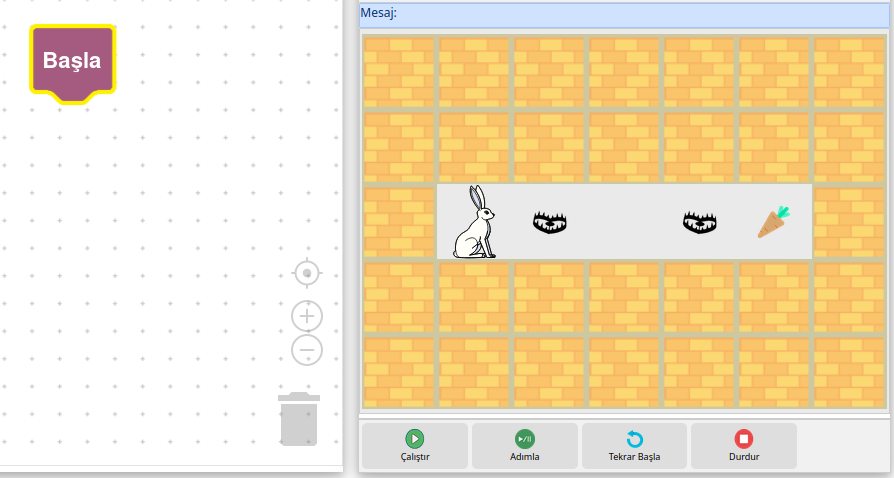 Mesaj:
Başla
Çalıştır
Adımla
Tekrar Başla
Durdur